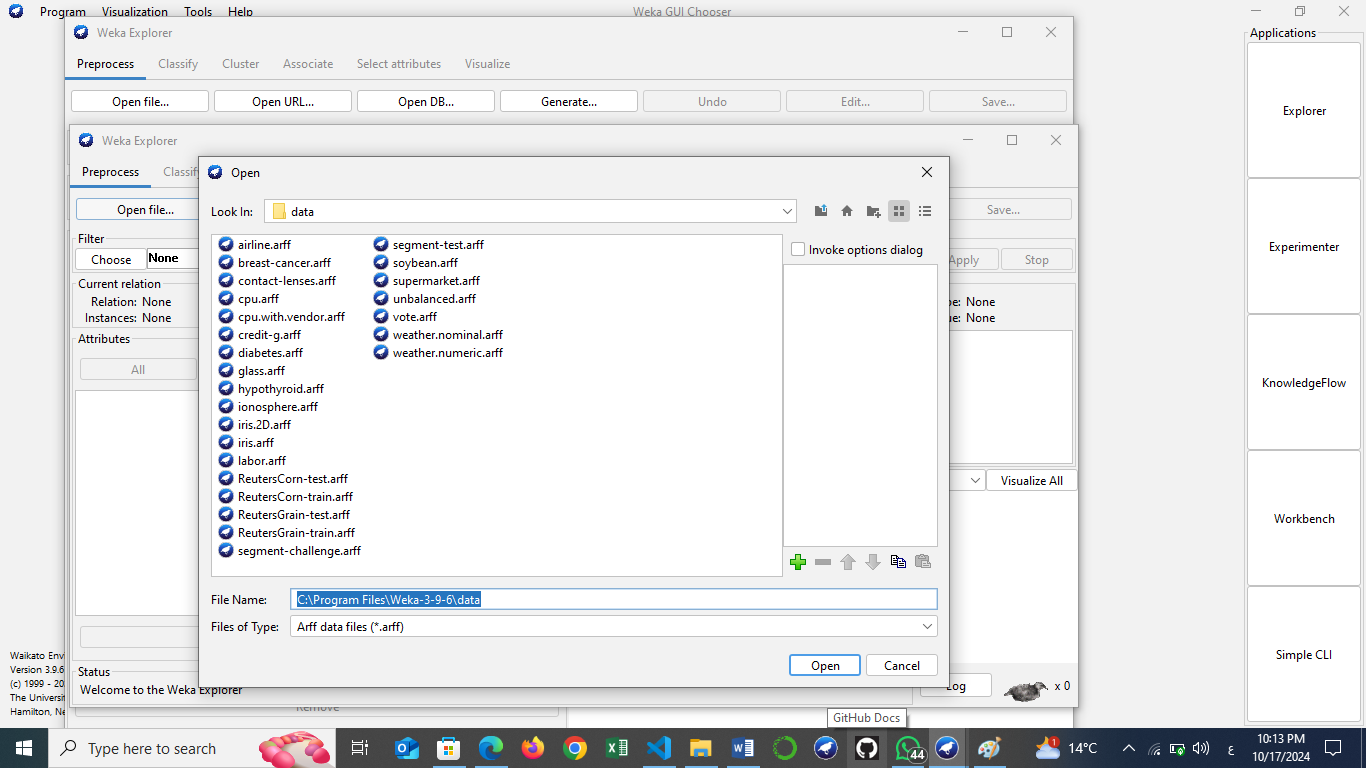 Program Visualization Tools Help
Weka GUI Chooser
Weka Explorer
Preprocess Classify Cluster Associate Select attributes Visualize
Open file... Open URL... Open DB... Generate... Undo Edit... Save...
Weka Explorer
Preprocess
Open file... Save...
Filter
Choose None Apply Stop
Current relation
Relation: None
Instances: None
None
None
Attributes
All
Visualize All
Status
Welcome to the Weka Explorer
Log
x 0
Remove
Open
Look In: data
airline.arff
breast-cancer.arff
contact-lenses.arff
cpu.arff
cpu.with.vendor.arff
credit-g.arff
diabetes.arff
glass.arff
hypothyroid.arff
ionosphere.arff
iris.2D.arff
iris.arff
labor.arff
ReutersCorn-test.arff
ReutersCorn-train.arff
ReutersGrain-test.arff
ReutersGrain-train.arff
segment-challenge.arff
segment-test.arff
soybean.arff
supermarket.arff
unbalanced.arff
vote.arff
weather.nominal.arff
weather.numeric.arff
Invoke options dialog
File Name: C:\Program Files\Weka-3-9-6\data
Files of Type: Arff data files (*.arff)
Open Cancel
Applications
Explorer
Experimenter
KnowledgeFlow
Workbench
Simple CLI
Waikato
Version 3.9.6
(c) 1999 -
The
Hamilton,
GitHub Docs
Type here to search
44
1
14°C
ع
10:13 PM
10/17/2024